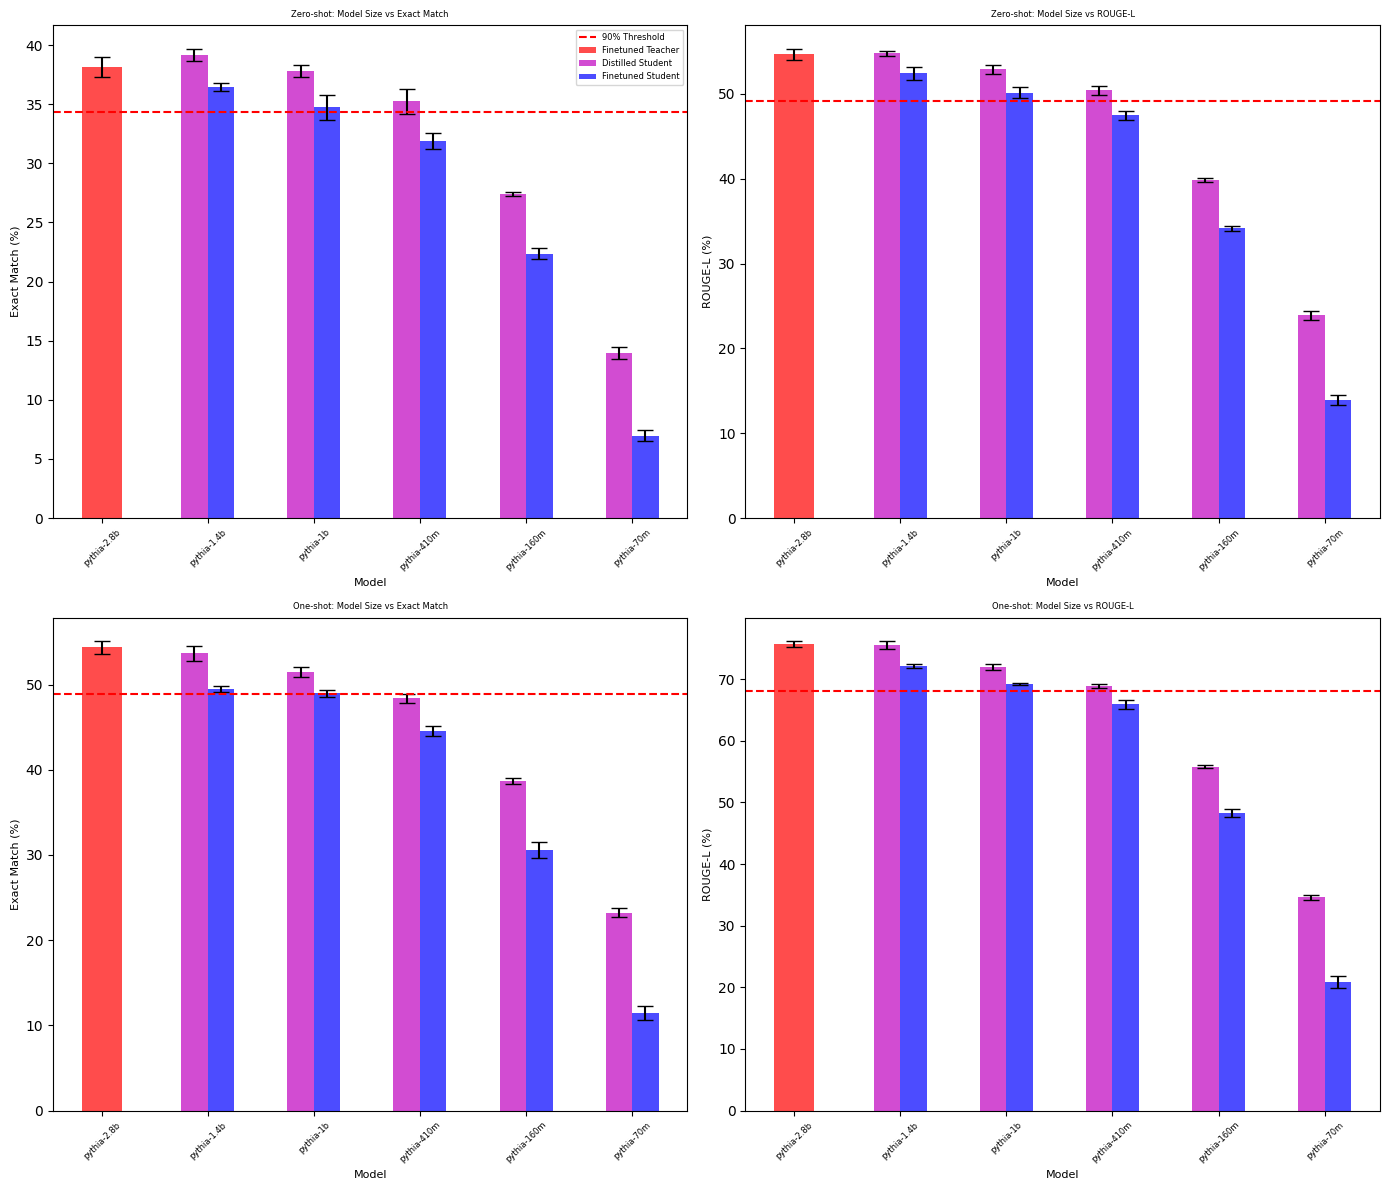 Zero-shot: Model Size vs Exact Match
40
35
30
25
20
15
10
5
0
Exact Match (%)
90% Threshold
Finetuned Teacher
Distilled Student
Finetuned Student
pythia-2.8b
pythia-1.4b
pythia-1b
pythia-410m
pythia-160m
pythia-70m
Model
Zero-shot: Model Size vs ROUGE-L
50
40
30
20
10
0
ROUGE-L (%)
pythia-2.8b
pythia-1.4b
pythia-1b
pythia-410m
pythia-160m
pythia-70m
Model
One-shot: Model Size vs Exact Match
50
40
30
20
10
0
Exact Match (%)
pythia-2.8b
pythia-1.4b
pythia-1b
pythia-410m
pythia-160m
pythia-70m
Model
One-shot: Model Size vs ROUGE-L
70
60
50
40
30
20
10
0
ROUGE-L (%)
pythia-2.8b
pythia-1.4b
pythia-1b
pythia-410m
pythia-160m
pythia-70m
Model